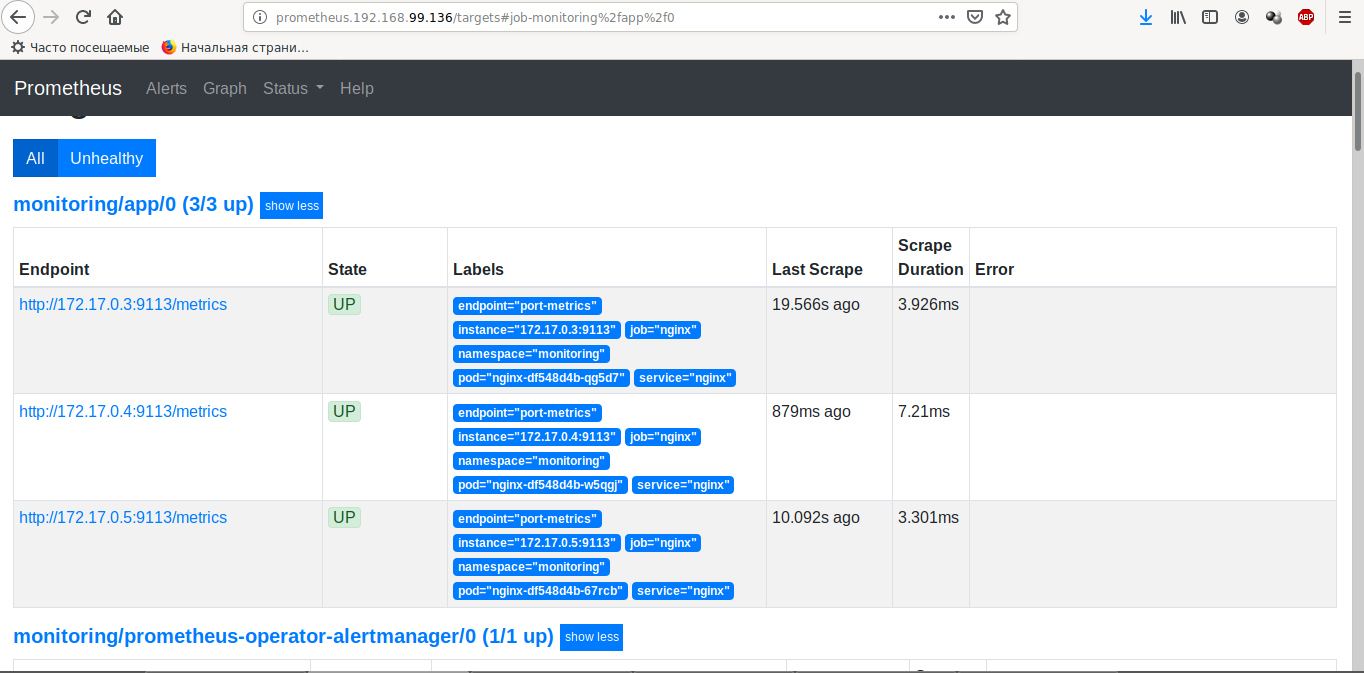 prometheus.192.168.99.136/targets#job-monitoring%2fapp%2f0
ABP
Часто посещаемые Начальная страни...
Prometheus Alerts Graph Status Help
All Unhealthy
monitoring/app/0 (3/3 up) show less
Endpoint State Labels Last Scrape Scrape Duration Error
http://172.17.0.3:9113/metrics UP endpoint="port-metrics" 19.566s ago 3.926ms
instance="172.17.0.3:9113" job="nginx"
namespace="monitoring"
pod="nginx-df548d4b-qg5d7" service="nginx"
http://172.17.0.4:9113/metrics UP endpoint="port-metrics" 879ms ago 7.21ms
instance="172.17.0.4:9113" job="nginx"
namespace="monitoring"
pod="nginx-df548d4b-w5qgj" service="nginx"
http://172.17.0.5:9113/metrics UP endpoint="port-metrics" 10.092s ago 3.301ms
instance="172.17.0.5:9113" job="nginx"
namespace="monitoring"
pod="nginx-df548d4b-67rcb" service="nginx"
monitoring/prometheus-operator-alertmanager/0 (1/1 up) show less